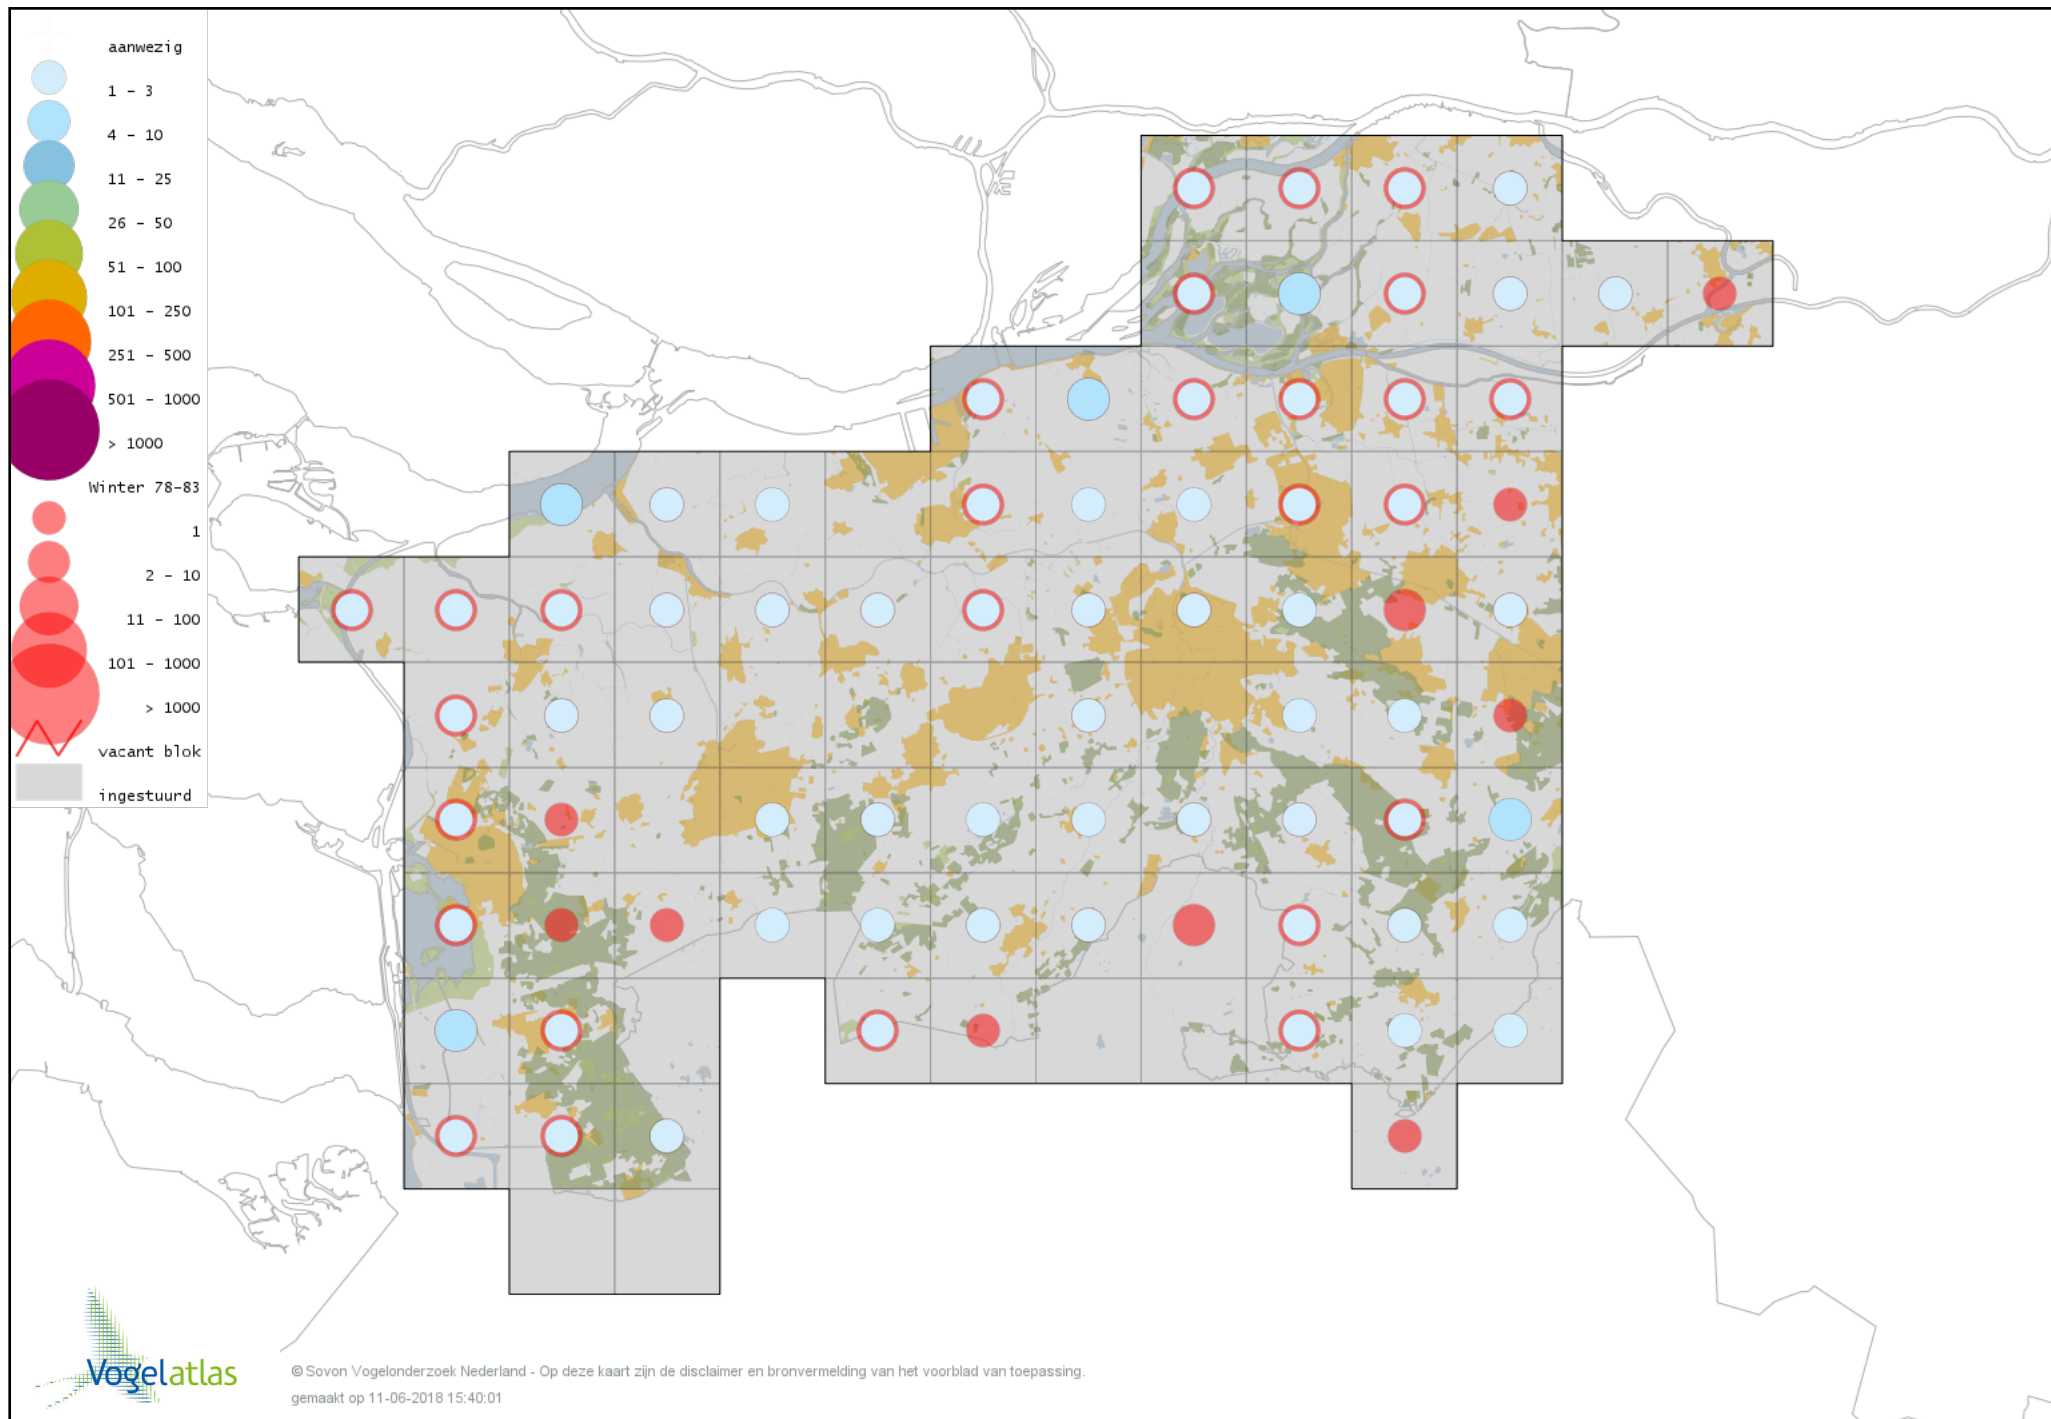 aanwezig
1 - 3
4 - 10
11 - 25
26 - 50
51 - 100
101 - 250
251 - 500
501 - 1000
> 1000
Winter 78-83
1
2 - 10
11 - 100
101 - 1000
> 1000
vacant blok
ingestuurd
Vogelatlas
© Sovon Vogelonderzoek Nederland - Op deze kaart zijn de disclaimer en bronvermelding van het voorblad van toepassing.
gemaakt op 11-06-2018 15:40:01